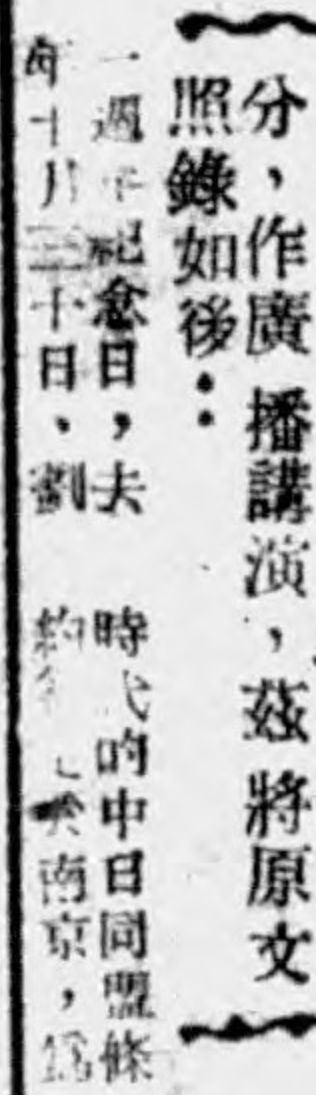 分，作廣播講演，茲將原文
照錄如後：
一週年紀念日，去
年十月三十日、劃
時代的中日同盟條
約 於南京，